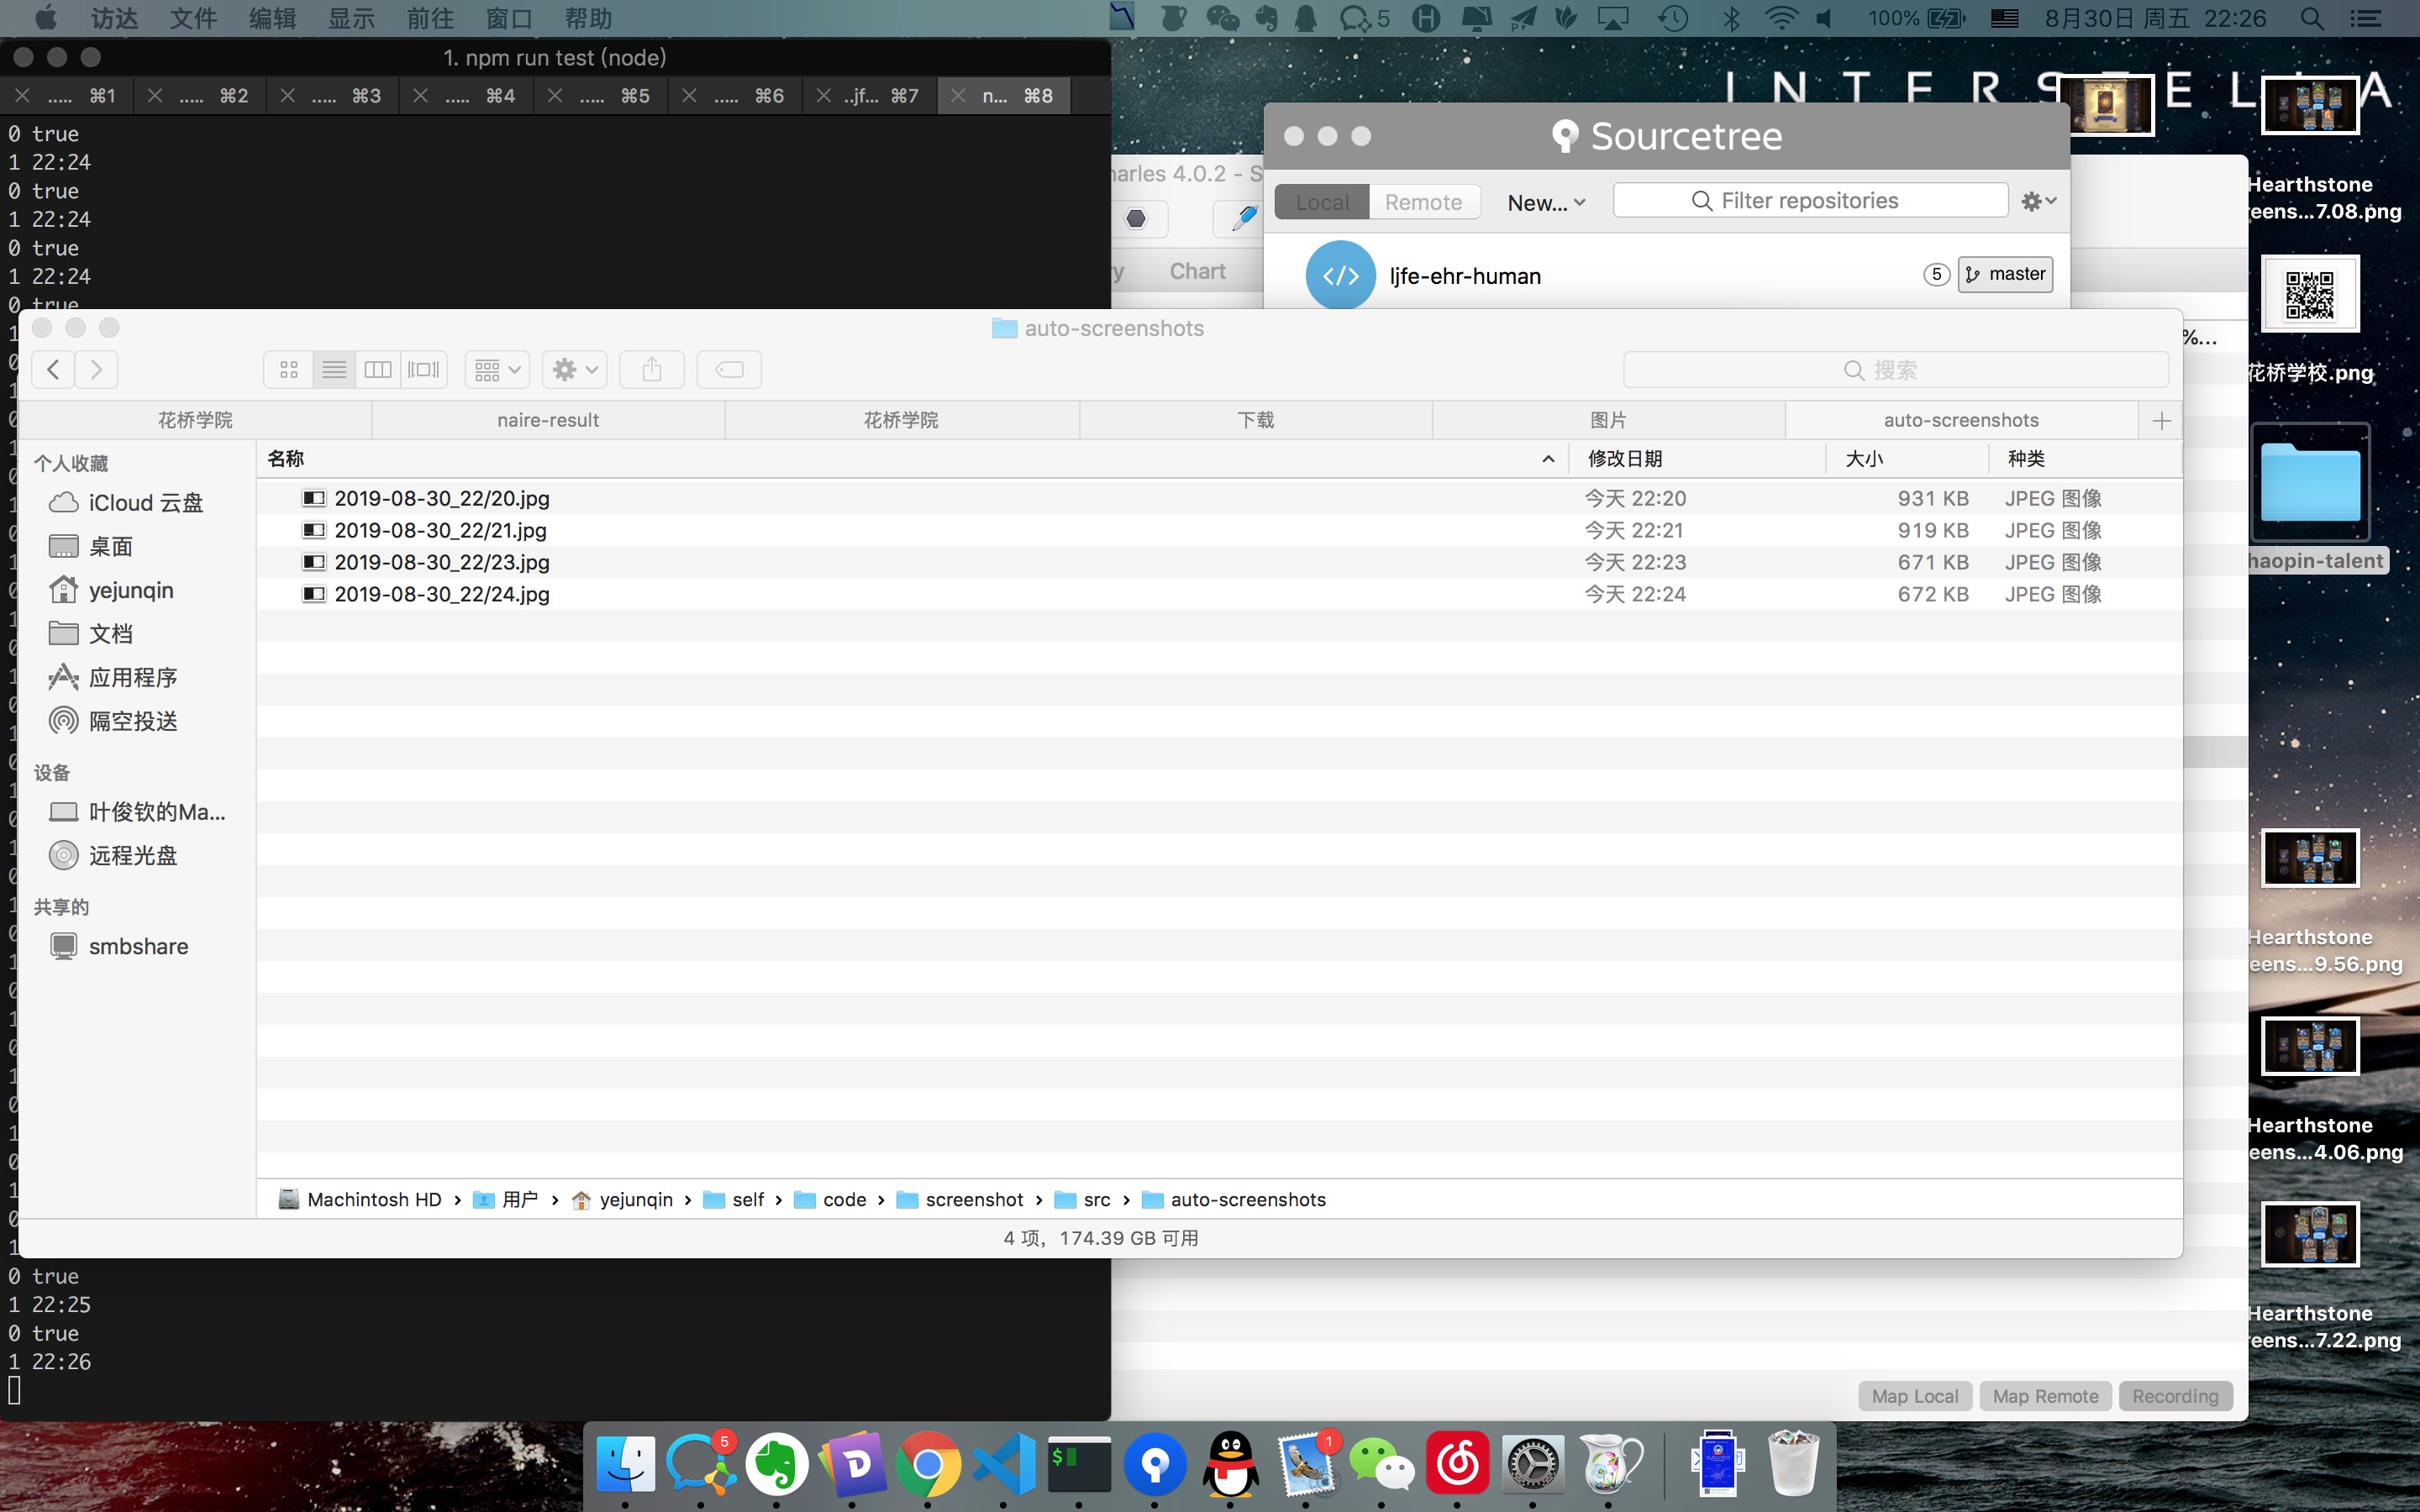 访达 文件 编辑 显示 前往 窗口 帮助 5 100% 8月30日 周五 22:26
1. npm run test (node)
..... ⌘1 ..... ⌘2 ..... ⌘3 ..... ⌘4 ..... ⌘5 ..... ⌘6 ..jf... ⌘7 n... ⌘8
0 true
1 22:24
0 true
1 22:24
0 true
1 22:24
0 true
INTERSTELLA
arles 4.0.2 - S
Chart
Sourcetree
Local Remote New... Filter repositories
ljfe-ehr-human 5 master
%...
auto-screenshots
搜索
花桥学院 naire-result 花桥学院 下载 图片 auto-screenshots
个人收藏
iCloud 云盘
桌面
yejunqin
文档
应用程序
隔空投送
设备
叶俊钦的Ma...
远程光盘
共享的
smbshare
名称 修改日期 大小 种类
2019-08-30_22/20.jpg 今天 22:20 931 KB JPEG 图像
2019-08-30_22/21.jpg 今天 22:21 919 KB JPEG 图像
2019-08-30_22/23.jpg 今天 22:23 671 KB JPEG 图像
2019-08-30_22/24.jpg 今天 22:24 672 KB JPEG 图像
Machintosh HD › 用户 › yejunqin › self › code › screenshot › src › auto-screenshots
4 项，174.39 GB 可用
0 true
1 22:25
0 true
1 22:26
Map Local Map Remote Recording
Hearthstone
eens...7.08.png
花桥学校.png
haopin-talent
Hearthstone
eens...9.56.png
Hearthstone
eens...4.06.png
Hearthstone
eens...7.22.png
5 1